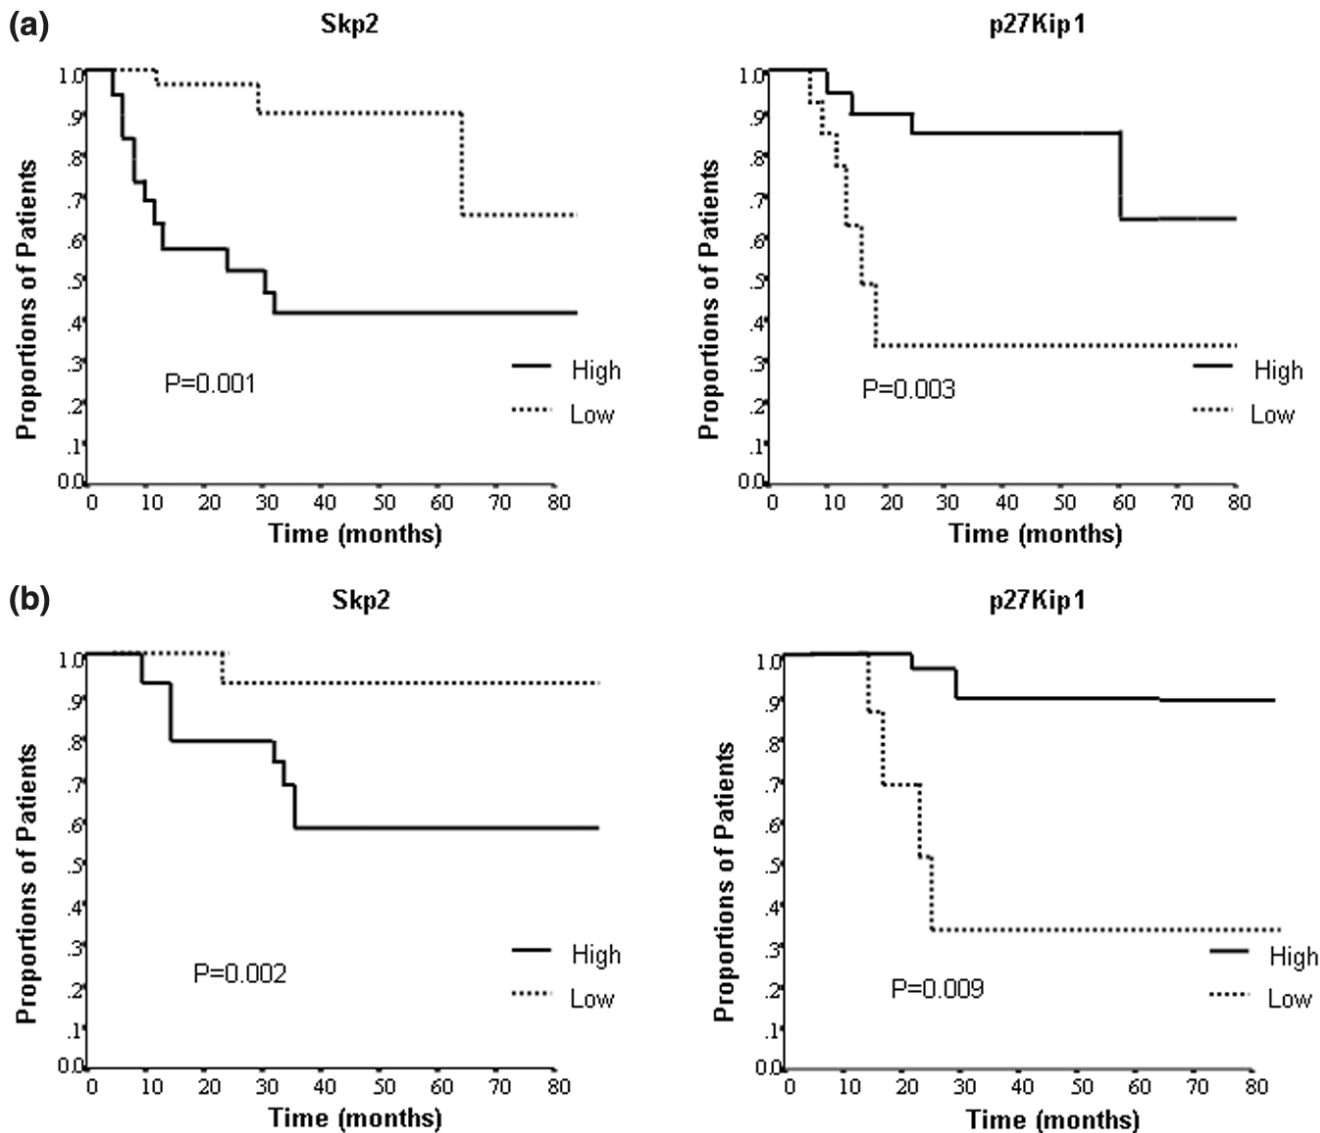 (a)
Skp2
Proportions of Patients
1.0
.9
.8
.7
.6
.5
.4
.3
.2
.1
0.0
0 10 20 30 40 50 60 70 80
Time (months)
P=0.001
High
Low
p27Kip1
Proportions of Patients
1.0
.9
.8
.7
.6
.5
.4
.3
.2
.1
0.0
0 10 20 30 40 50 60 70 80
Time (months)
P=0.003
High
Low
(b)
Skp2
Proportions of Patients
1.0
.9
.8
.7
.6
.5
.4
.3
.2
.1
0.0
0 10 20 30 40 50 60 70 80
Time (months)
P=0.002
High
Low
p27Kip1
Proportions of Patients
1.0
.9
.8
.7
.6
.5
.4
.3
.2
.1
0.0
0 10 20 30 40 50 60 70 80
Time (months)
P=0.009
High
Low